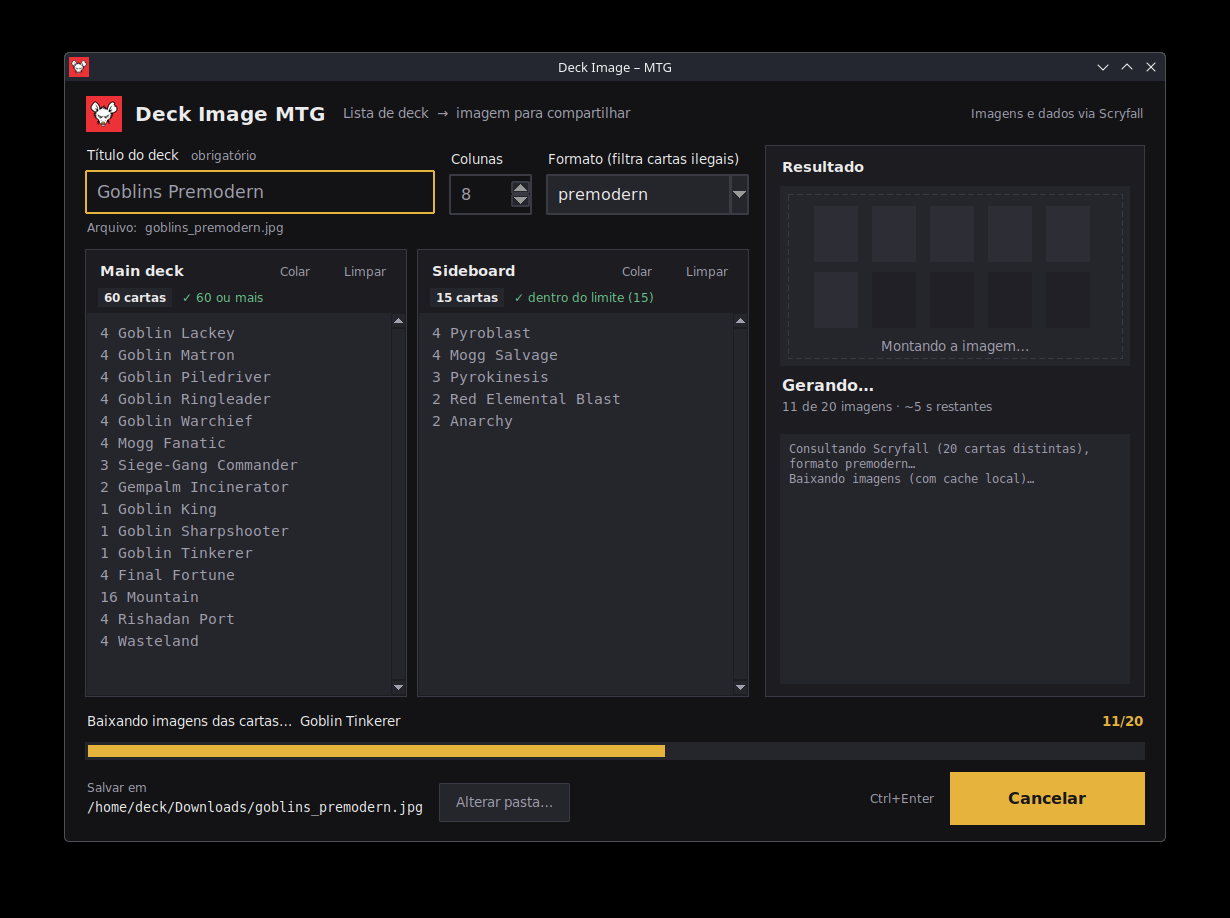 Deck Image – MTG
Deck Image MTG
Lista de deck → imagem para compartilhar
Imagens e dados via Scryfall
Título do deck obrigatório
Goblins Premodern
Arquivo: goblins_premodern.jpg
Colunas
8
Formato (filtra cartas ilegais)
premodern
Main deck
Colar
Limpar
60 cartas
✓ 60 ou mais
4 Goblin Lackey
4 Goblin Matron
4 Goblin Piledriver
4 Goblin Ringleader
4 Goblin Warchief
4 Mogg Fanatic
3 Siege-Gang Commander
2 Gempalm Incinerator
1 Goblin King
1 Goblin Sharpshooter
1 Goblin Tinkerer
4 Final Fortune
16 Mountain
4 Rishadan Port
4 Wasteland
Sideboard
Colar
Limpar
15 cartas
✓ dentro do limite (15)
4 Pyroblast
4 Mogg Salvage
3 Pyrokinesis
2 Red Elemental Blast
2 Anarchy
Resultado
Montando a imagem…
Gerando…
11 de 20 imagens · ~5 s restantes
Consultando Scryfall (20 cartas distintas),
formato premodern…
Baixando imagens (com cache local)…
Baixando imagens das cartas… Goblin Tinkerer
11/20
Salvar em
/home/deck/Downloads/goblins_premodern.jpg
Alterar pasta…
Ctrl+Enter
Cancelar